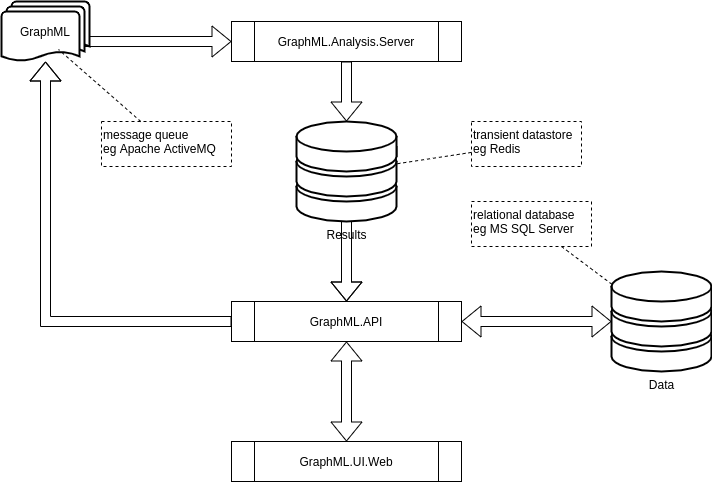 GraphML
GraphML.Analysis.Server
message queue
eg Apache ActiveMQ
transient datastore
eg Redis
relational database
eg MS SQL Server
Results
GraphML.API
Data
GraphML.UI.Web